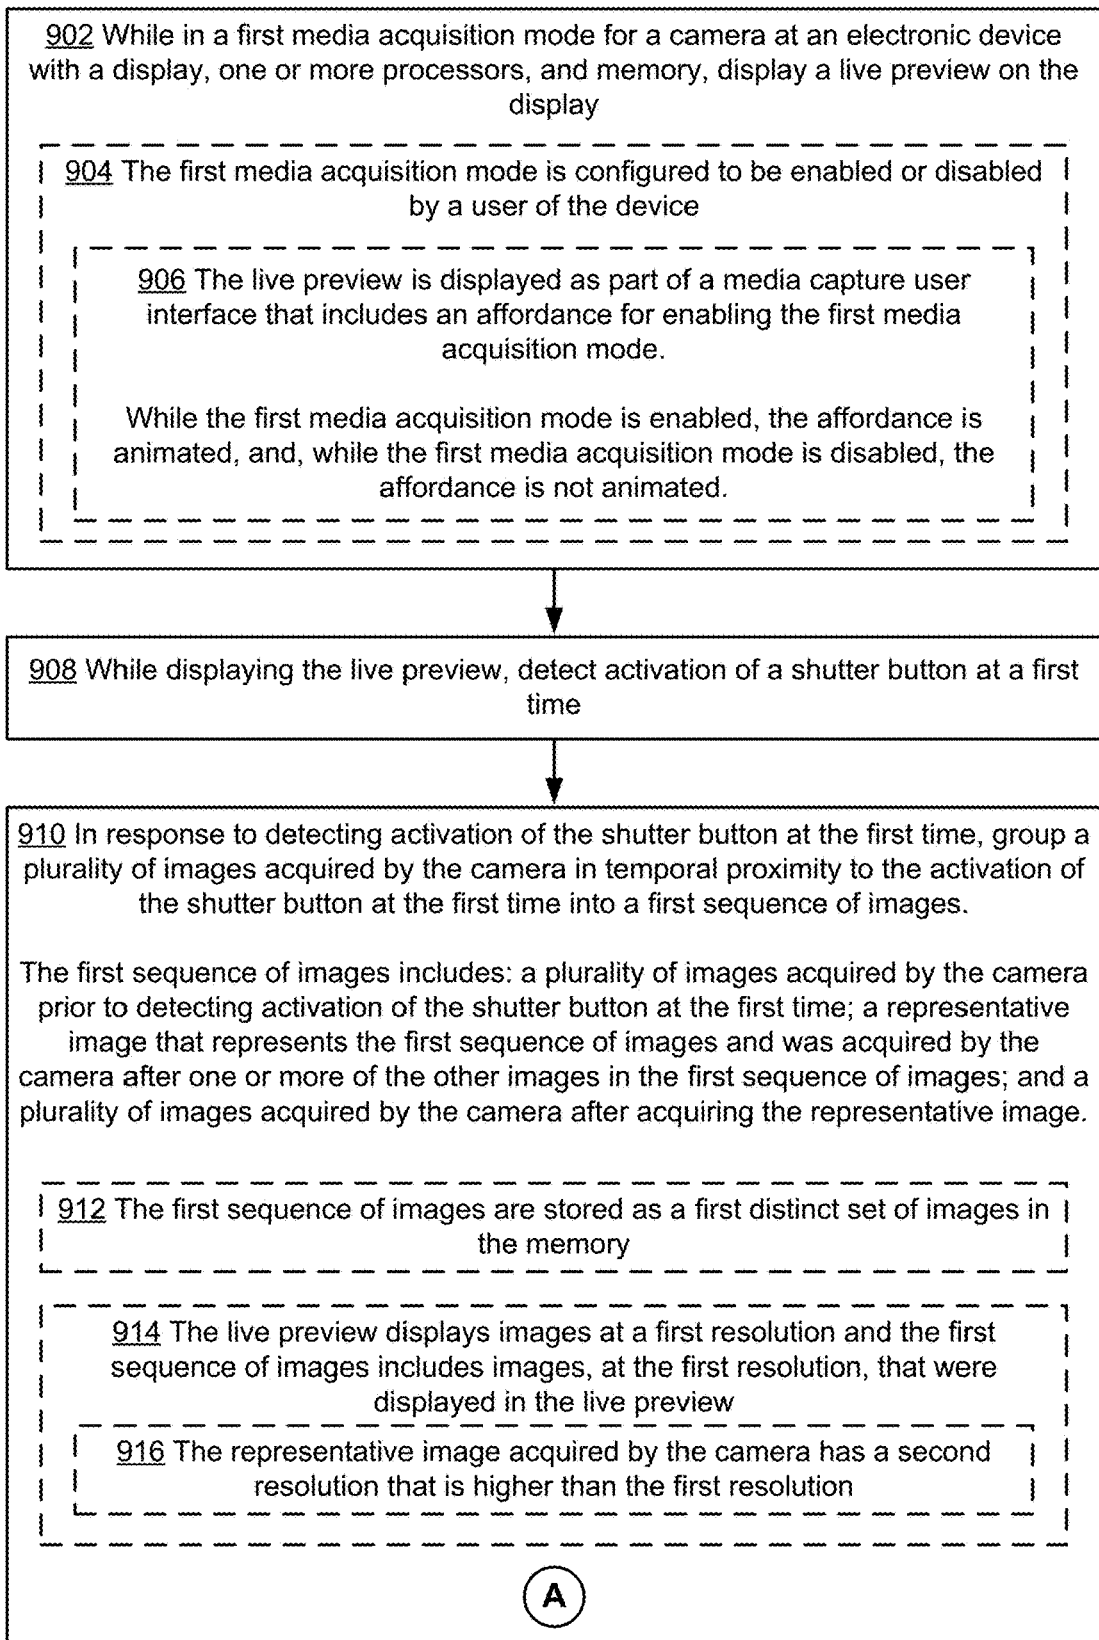 902 While in a first media acquisition mode for a camera at an electronic device
with a display, one or more processors, and memory, display a live preview on the
display
904 The first media acquisition mode is configured to be enabled or disabled
by a user of the device
906 The live preview is displayed as part of a media capture user
interface that includes an affordance for enabling the first media
acquisition mode.
While the first media acquisition mode is enabled, the affordance is
animated, and, while the first media acquisition mode is disabled, the
affordance is not animated.
908 While displaying the live preview, detect activation of a shutter button at a first
time
910 In response to detecting activation of the shutter button at the first time, group a
plurality of images acquired by the camera in temporal proximity to the activation of
the shutter button at the first time into a first sequence of images.
The first sequence of images includes: a plurality of images acquired by the camera
prior to detecting activation of the shutter button at the first time; a representative
image that represents the first sequence of images and was acquired by the
camera after one or more of the other images in the first sequence of images; and a
plurality of images acquired by the camera after acquiring the representative image.
912 The first sequence of images are stored as a first distinct set of images in
the memory
914 The live preview displays images at a first resolution and the first
sequence of images includes images, at the first resolution, that were
displayed in the live preview
916 The representative image acquired by the camera has a second
resolution that is higher than the first resolution
A